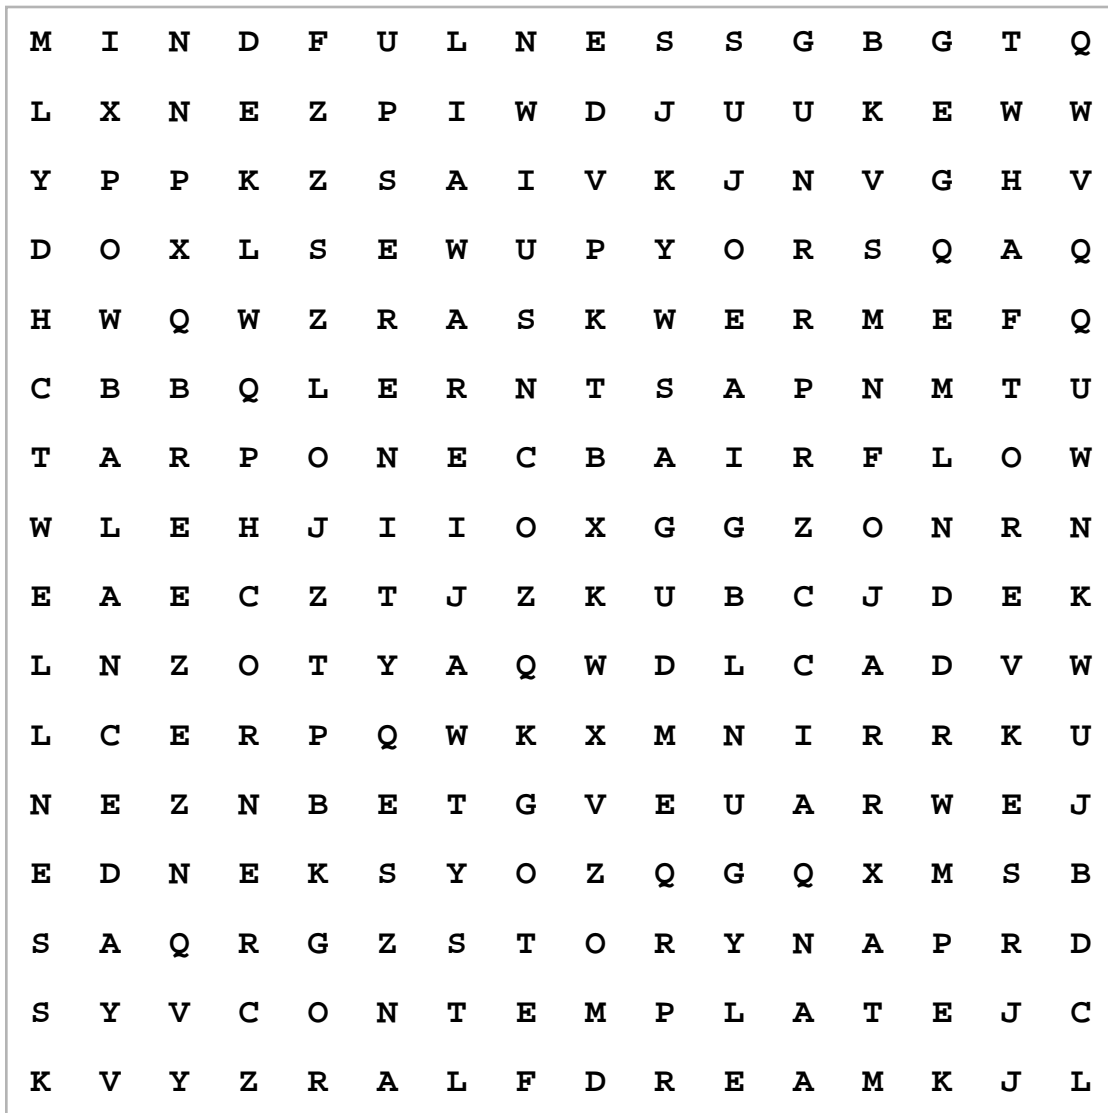 M I N D F U L N E S S G B G T Q
L X N E Z P I W D J U U K E W W
Y P P K Z S A I V K J N V G H V
D O X L S E W U P Y O R S Q A Q
H W Q W Z R A S K W E R M E F Q
C B B Q L E R N T S A P N M T U
T A R P O N E C B A I R F L O W
W L E H J I I O X G G Z O N R N
E A E C Z T J Z K U B C J D E K
L N Z O T Y A Q W D L C A D V W
L C E R P Q W K X M N I R R K U
N E Z N B E T G V E U A R W E J
E D N E K S Y O Z Q G Q X M S B
S A Q R G Z S T O R Y N A P R D
S Y V C O N T E M P L A T E J C
K V Y Z R A L F D R E A M K J L